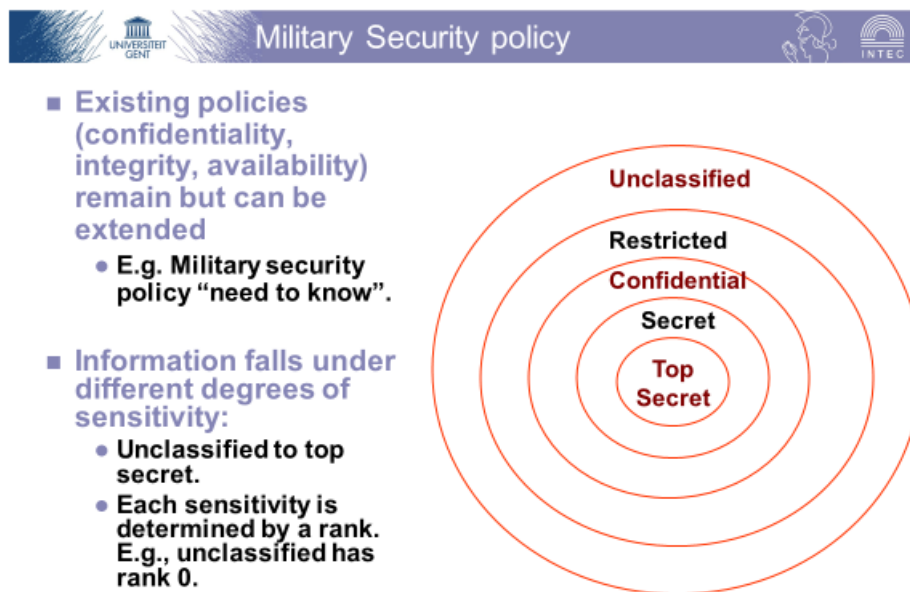 UNIVERSITEIT
GENT
Military Security policy
INTEC
■ Existing policies
(confidentiality,
integrity, availability)
remain but can be
extended
● E.g. Military security
policy “need to know”.
■ Information falls under
different degrees of
sensitivity:
● Unclassified to top
secret.
● Each sensitivity is
determined by a rank.
E.g., unclassified has
rank 0.
Unclassified
Restricted
Confidential
Secret
Top
Secret